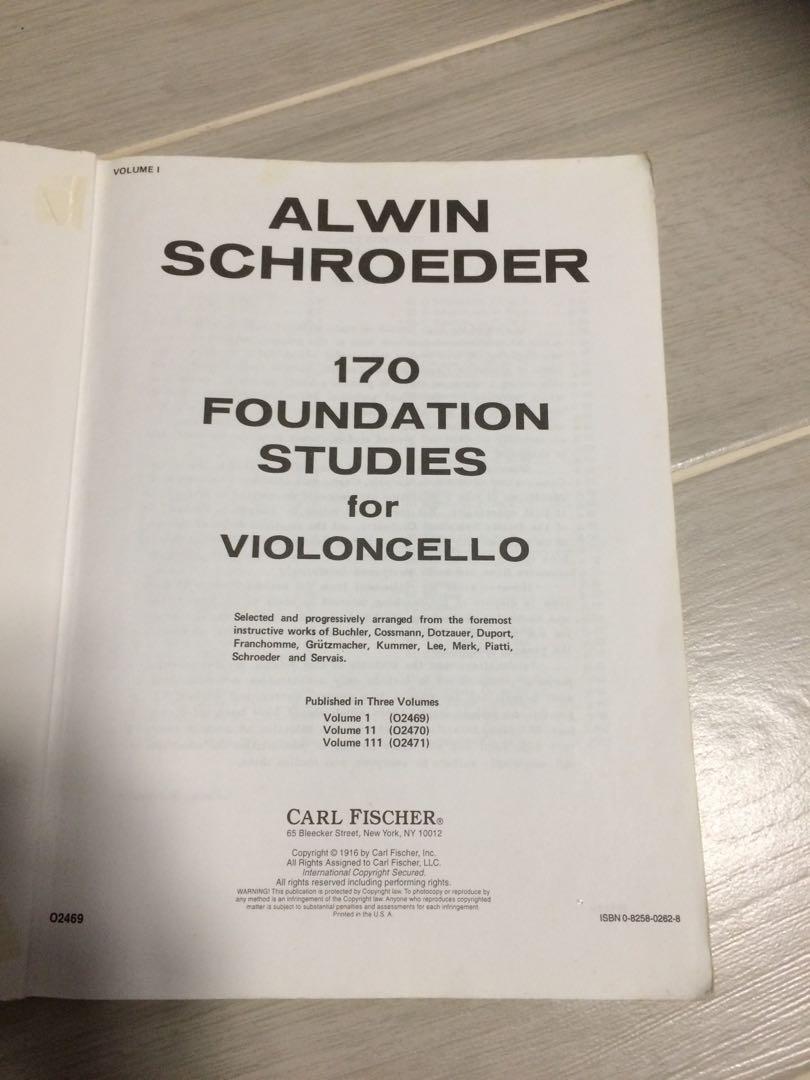 VOLUME I
ALWIN
SCHROEDER
170
FOUNDATION
STUDIES
for
VIOLONCELLO
Selected and progressively arranged from the foremost
instructive works of Buchler, Cossmann, Dotzauer, Duport,
Franchomme, Grützmacher, Kummer, Lee, Merk, Piatti,
Schroeder and Servais.
Published in Three Volumes
Volume 1 (O2469)
Volume 11 (O2470)
Volume 111 (O2471)
CARL FISCHER®
65 Bleecker Street, New York, NY 10012
Copyright © 1916 by Carl Fischer, Inc.
All Rights Assigned to Carl Fischer, LLC.
International Copyright Secured.
All rights reserved including performing rights.
WARNING! This publication is protected by Copyright law. To photocopy or reproduce by
any method is an infringement of the Copyright law. Anyone who reproduces copyrighted
matter is subject to substantial penalties and assessments for each infringement.
Printed in the U.S.A.
O2469
ISBN 0-8258-0262-8